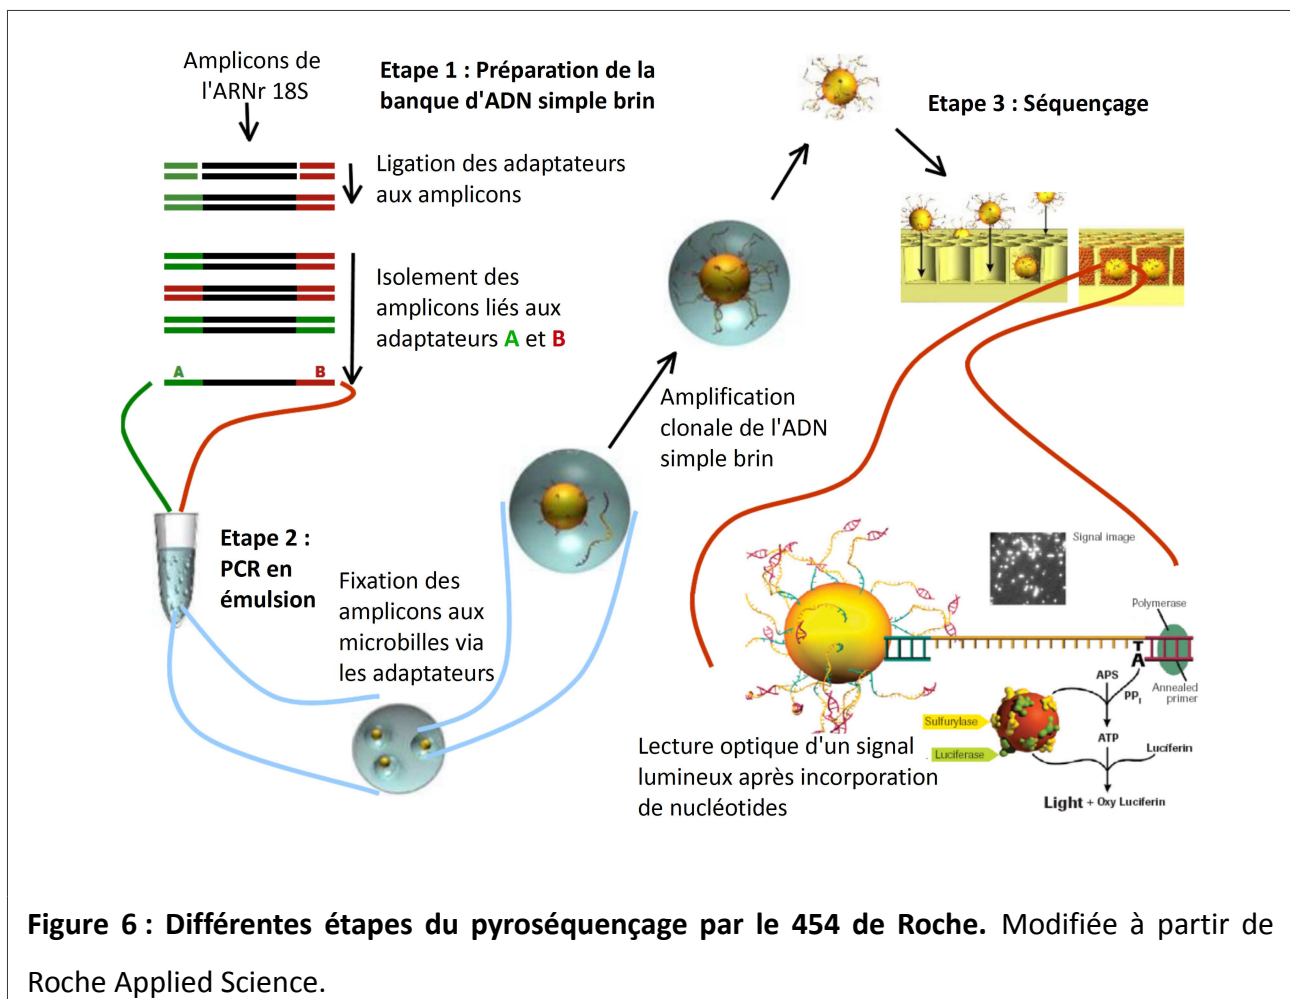 Amplicons de
l'ARNr 18S
Etape 1 : Préparation de la
banque d'ADN simple brin
Ligation des adaptateurs
aux amplicons
Isolement des
amplicons liés aux
adaptateurs A et B
A
B
Etape 2 :
PCR en
émulsion
Fixation des
amplicons aux
microbilles via
les adaptateurs
Amplification
clonale de l'ADN
simple brin
Etape 3 : Séquençage
Signal image
Polymerase
T
A
Annealed
primer
APS
PPi
Sulfurylase
Luciferase
ATP
Luciferin
Light + Oxy Luciferin
Lecture optique d'un signal
lumineux après incorporation
de nucléotides
Figure 6 : Différentes étapes du pyroséquençage par le 454 de Roche. Modifiée à partir de
Roche Applied Science.